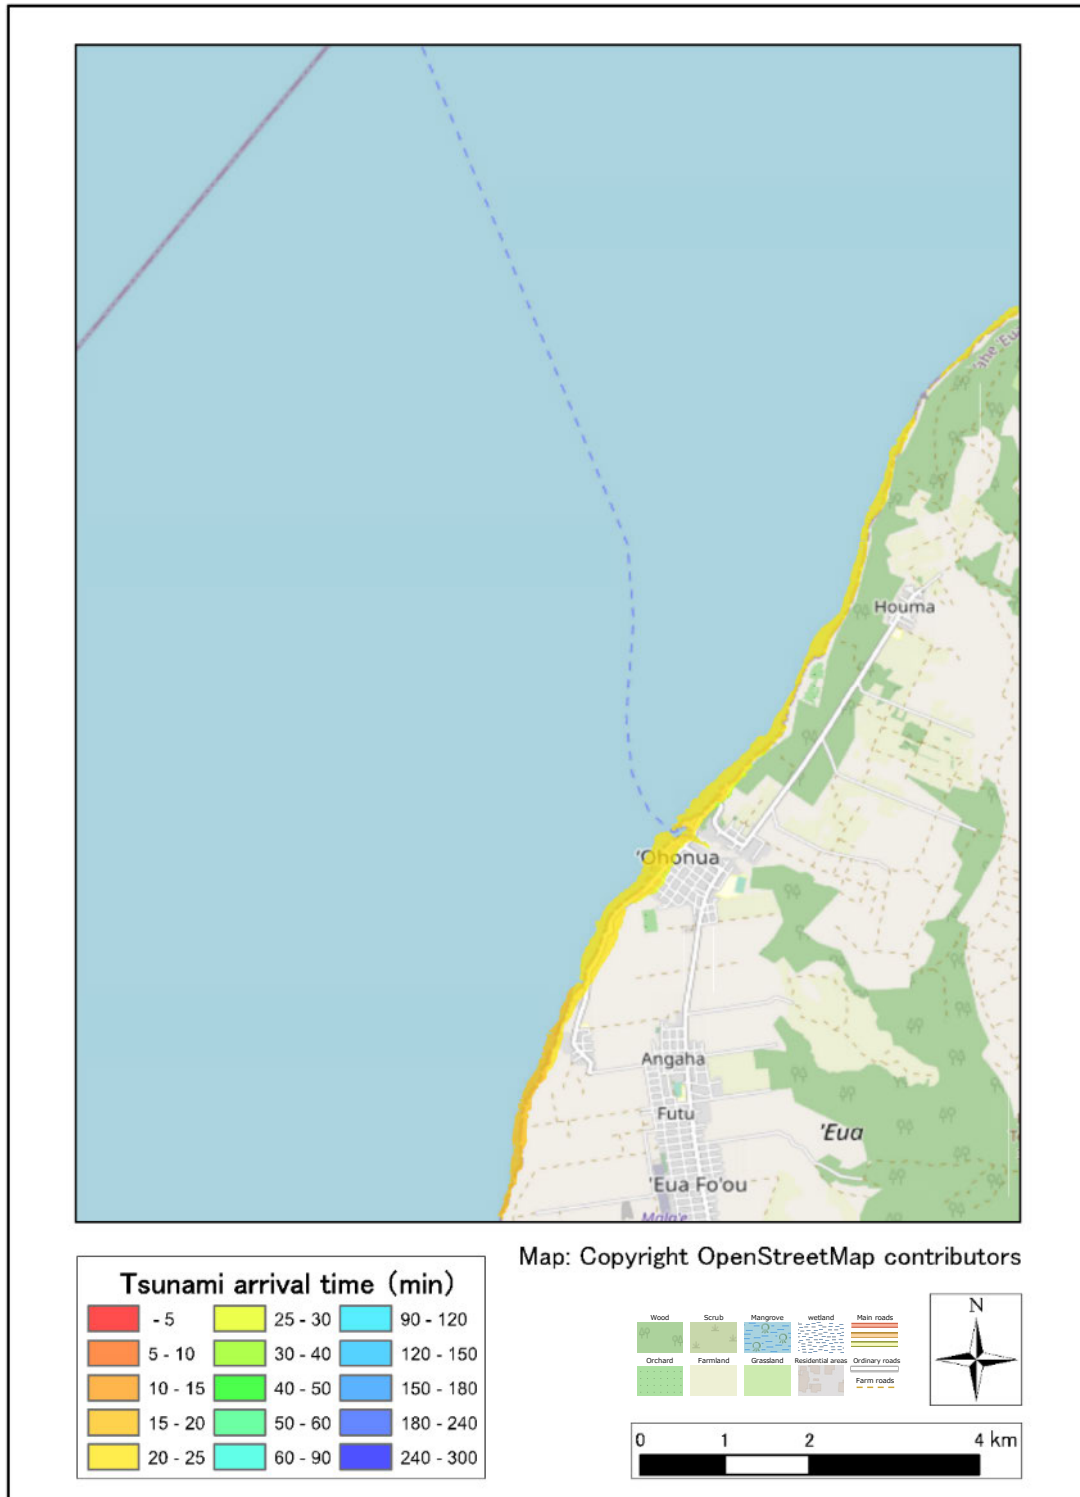 'ane 'Eua
Houma
'Ohonua
Angaha
Futu
'Eua
'Eua Fo'ou
Mala'e
Map: Copyright OpenStreetMap contributors
Tsunami arrival time (min)
- 5
25 - 30
90 - 120
5 - 10
30 - 40
120 - 150
10 - 15
40 - 50
150 - 180
15 - 20
50 - 60
180 - 240
20 - 25
60 - 90
240 - 300
Wood Scrub Mangrove wetland Main roads
Orchard Farmland Grassland Residential areas Ordinary roads
Farm roads
N
0 1 2 4 km